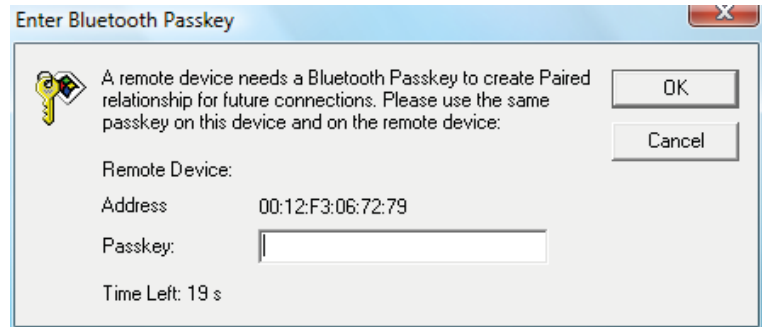 Enter Bluetooth Passkey
A remote device needs a Bluetooth Passkey to create Paired
relationship for future connections. Please use the same
passkey on this device and on the remote device:
OK
Cancel
Remote Device:
Address 00:12:F3:06:72:79
Passkey:
Time Left: 19 s